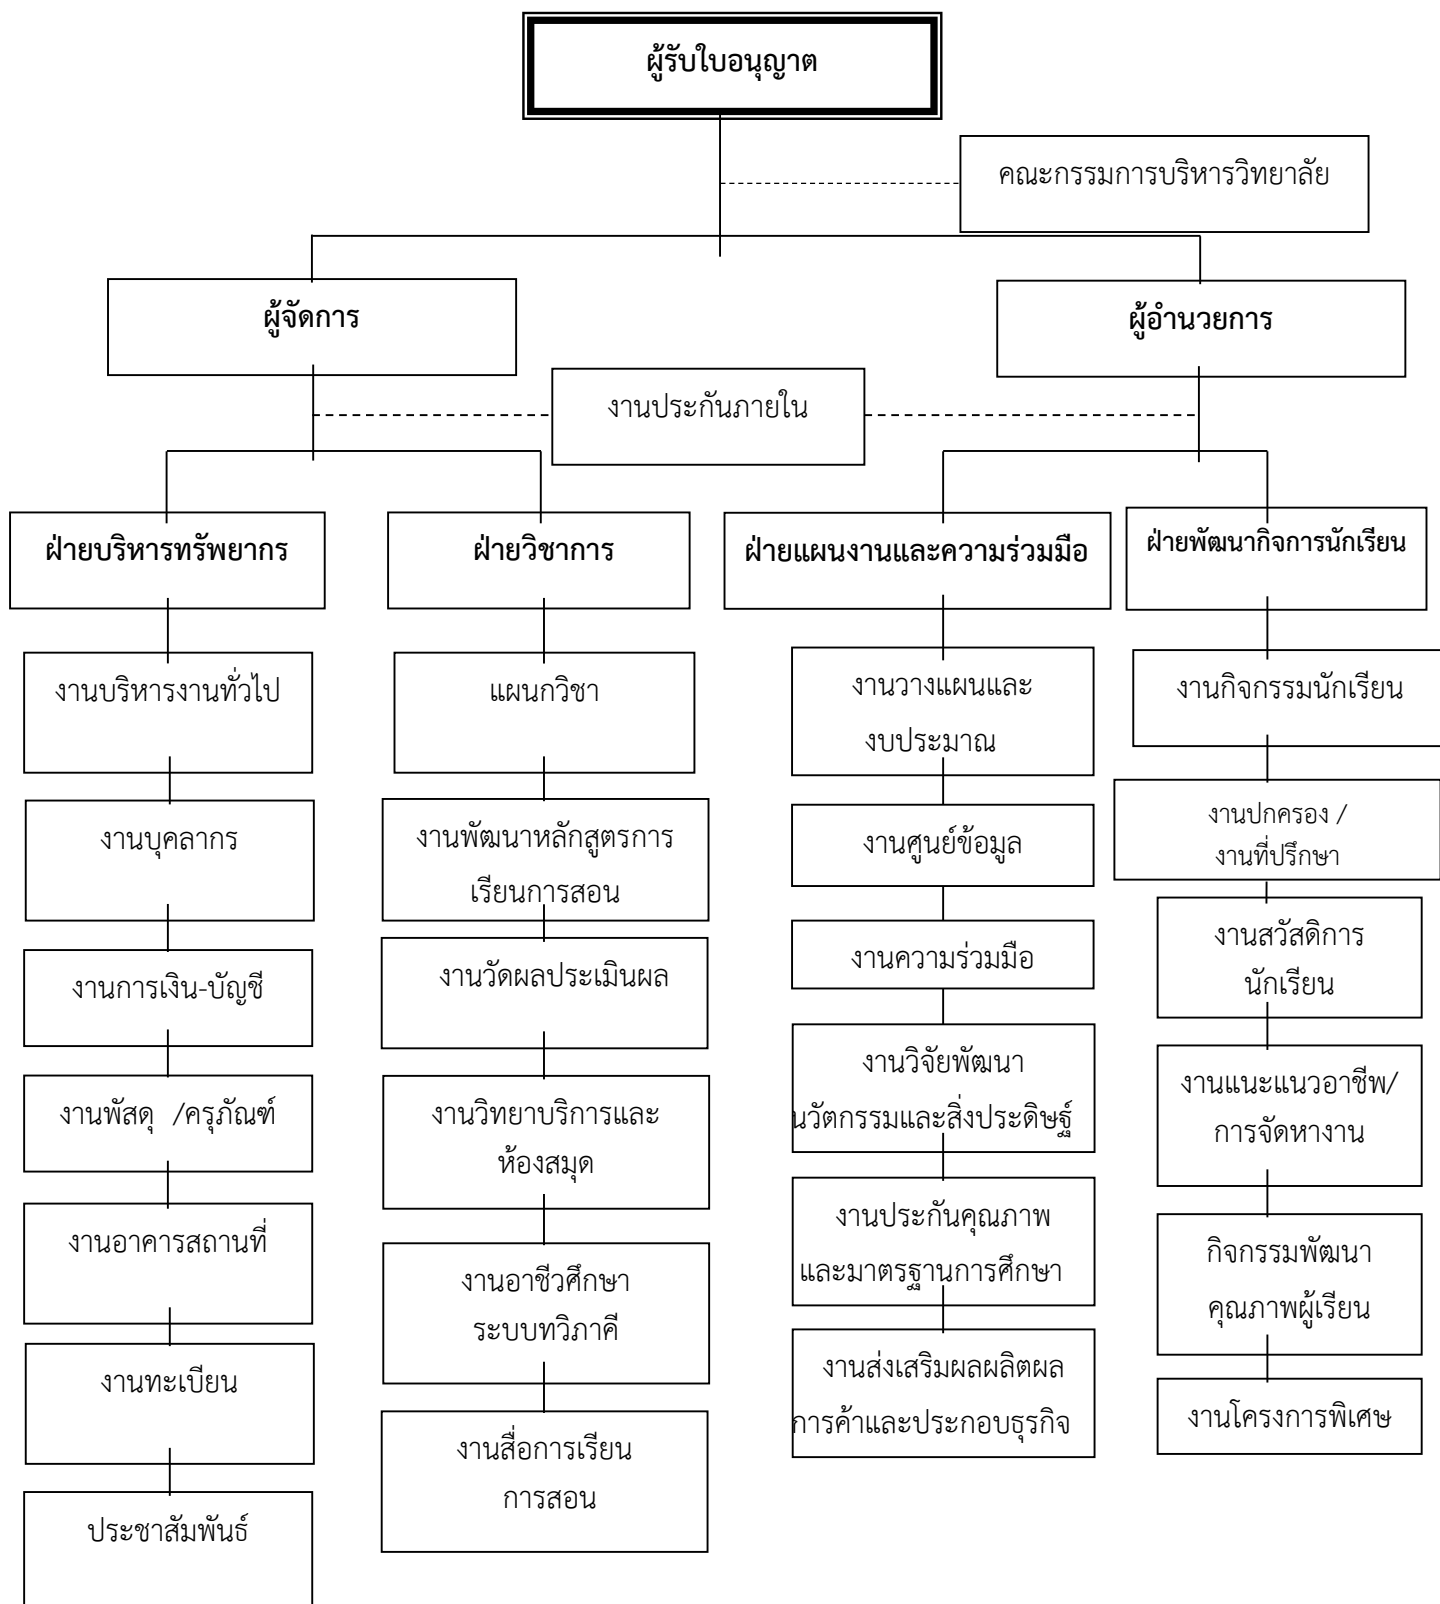 ผู้รับใบอนุญาต
คณะกรรมการบริหารวิทยาลัย
ผู้จัดการ
ผู้อำนวยการ
งานประกันภายใน
ฝ่ายบริหารทรัพยากร
ฝ่ายวิชาการ
ฝ่ายแผนงานและความร่วมมือ
ฝ่ายพัฒนากิจการนักเรียน
งานบริหารงานทั่วไป
งานบุคลากร
งานการเงิน-บัญชี
งานพัสดุ /ครุภัณฑ์
งานอาคารสถานที่
งานทะเบียน
ประชาสัมพันธ์
แผนกวิชา
งานพัฒนาหลักสูตรการ
เรียนการสอน
งานวัดผลประเมินผล
งานวิทยาบริการและ
ห้องสมุด
งานอาชีวศึกษา
ระบบทวิภาคี
งานสื่อการเรียน
การสอน
งานวางแผนและ
งบประมาณ
งานศูนย์ข้อมูล
งานความร่วมมือ
งานวิจัยพัฒนา
นวัตกรรมและสิ่งประดิษฐ์
งานประกันคุณภาพ
และมาตรฐานการศึกษา
งานส่งเสริมผลผลิตผล
การค้าและประกอบธุรกิจ
งานกิจกรรมนักเรียน
งานปกครอง /
งานที่ปรึกษา
งานสวัสดิการ
นักเรียน
งานแนะแนวอาชีพ/
การจัดหางาน
กิจกรรมพัฒนา
คุณภาพผู้เรียน
งานโครงการพิเศษ